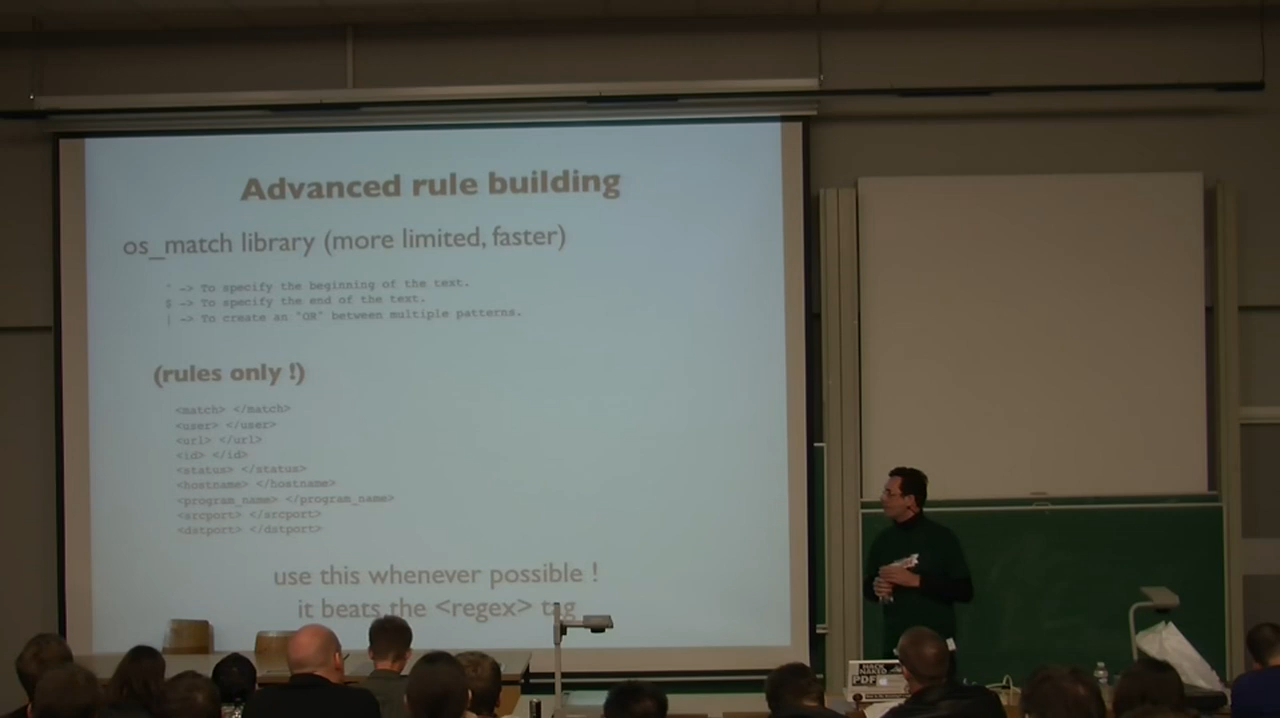 Advanced rule building
os_match library (more limited, faster)
^ -> To specify the beginning of the text.
$ -> To specify the end of the text.
| -> To create an "OR" between multiple patterns.
(rules only !)
<match> </match>
<user> </user>
<url> </url>
<id> </id>
<status> </status>
<hostname> </hostname>
<program_name> </program_name>
<srcport> </srcport>
<dstport> </dstport>
use this whenever possible !
it beats the <regex> tag
HACK
NAKED
PDF